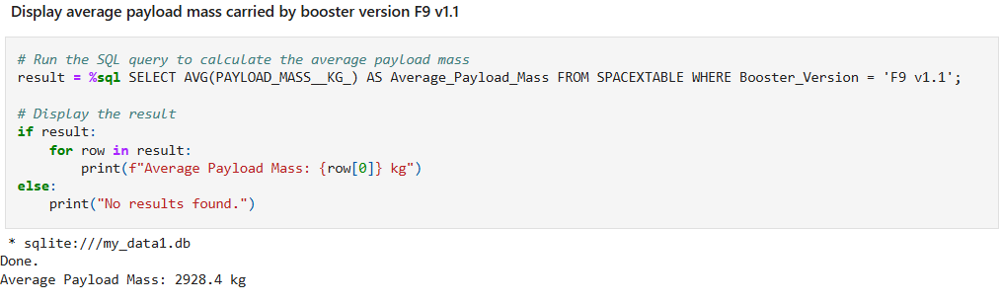 Display average payload mass carried by booster version F9 v1.1
# Run the SQL query to calculate the average payload mass
result = %sql SELECT AVG(PAYLOAD_MASS__KG_) AS Average_Payload_Mass FROM SPACEXTABLE WHERE Booster_Version = 'F9 v1.1';
# Display the result
if result:
    for row in result:
        print(f"Average Payload Mass: {row[0]} kg")
else:
    print("No results found.")
 * sqlite:///my_data1.db
Done.
Average Payload Mass: 2928.4 kg